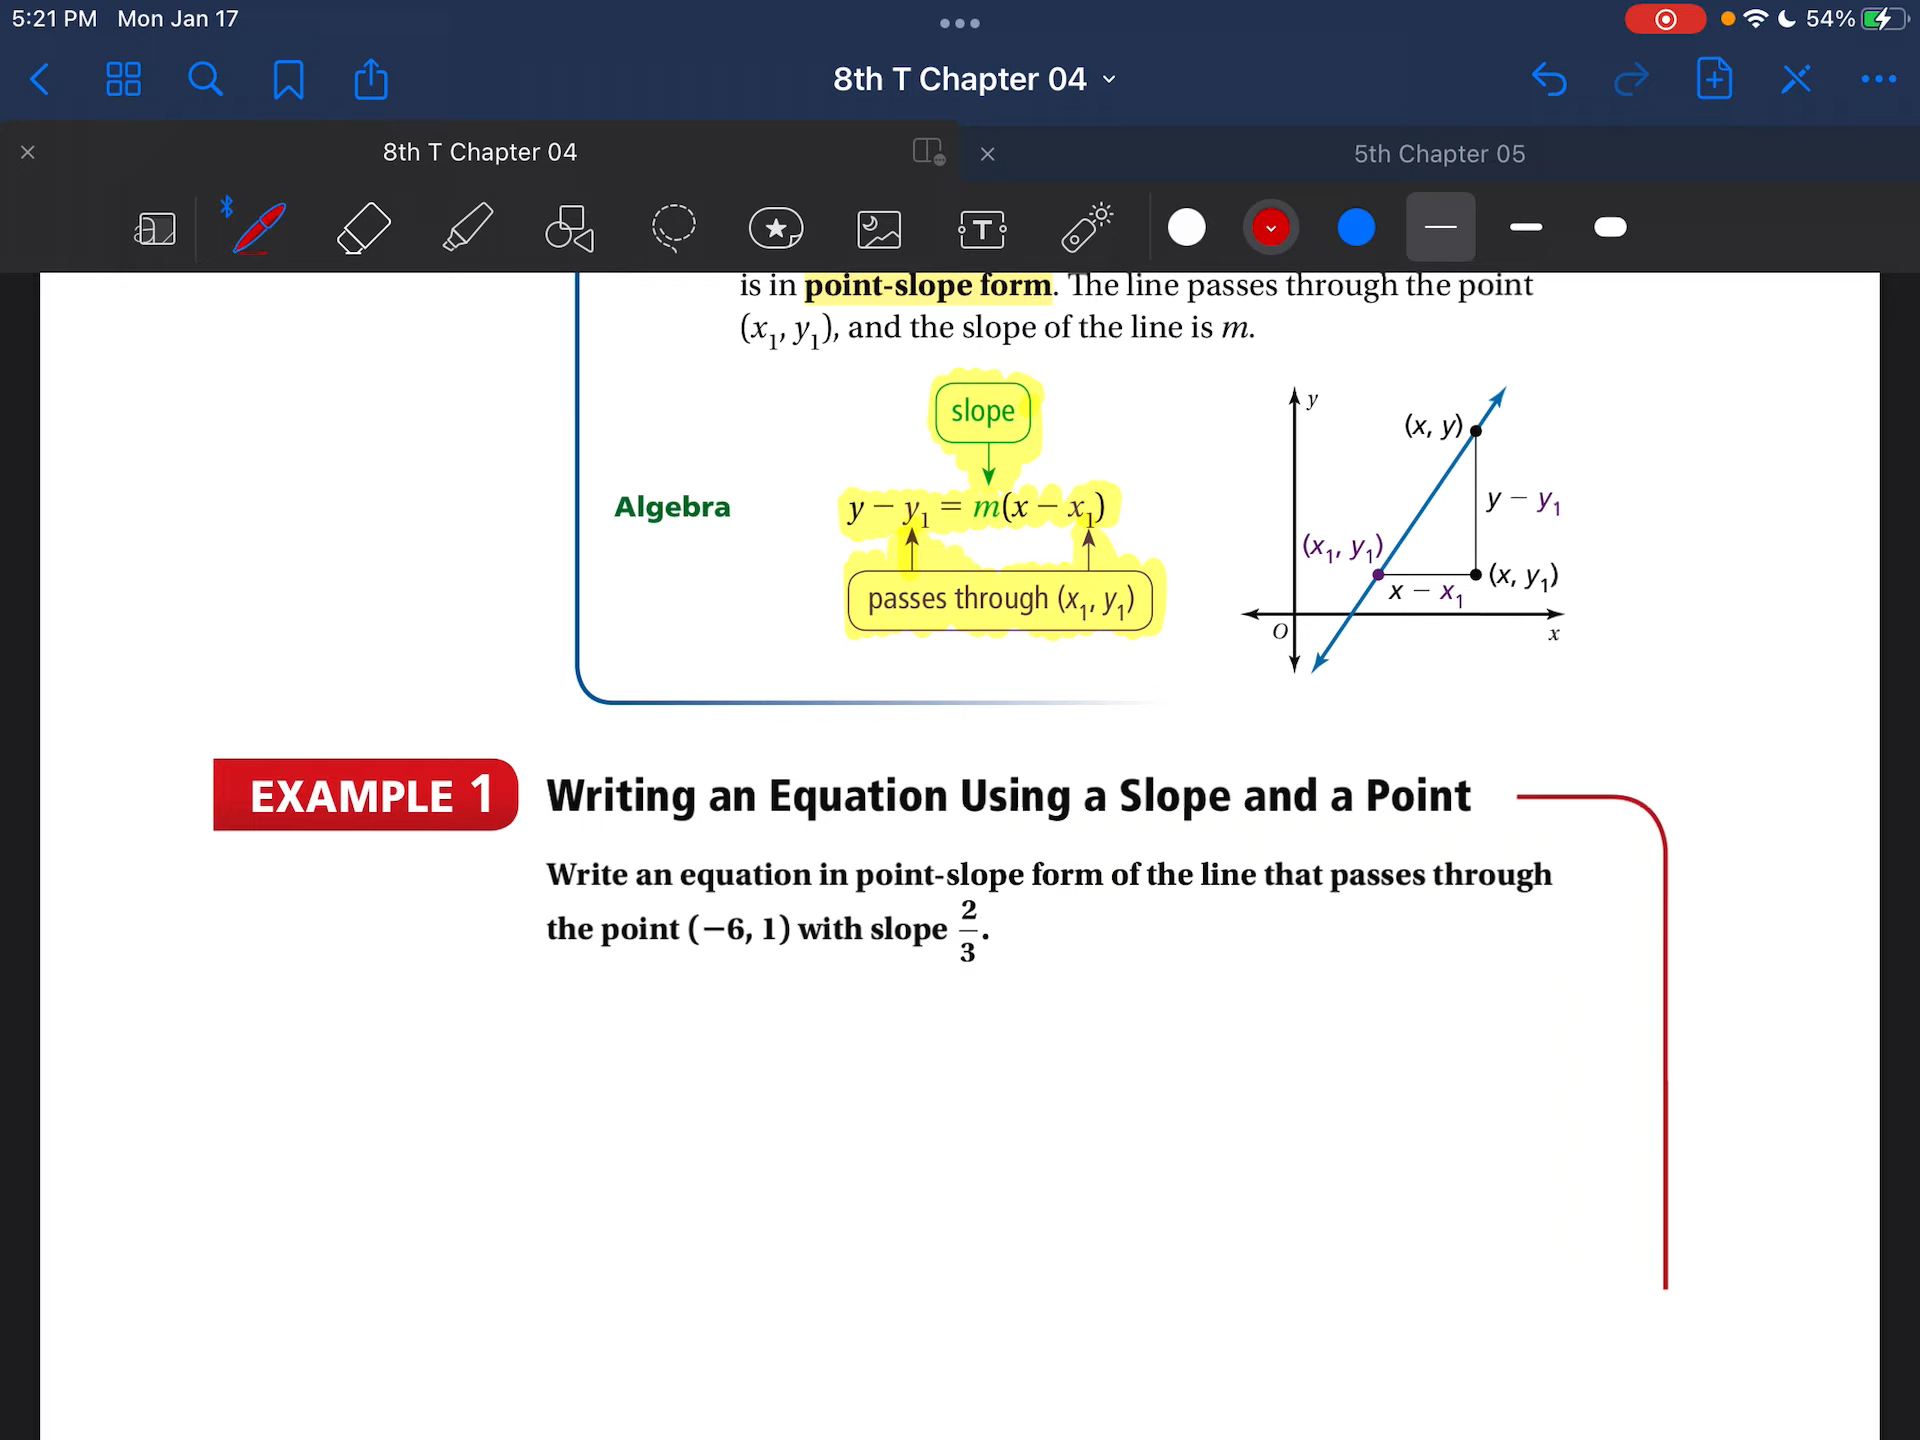 5:21 PM Mon Jan 17
54%
8th T Chapter 04
8th T Chapter 04
5th Chapter 05
is in point-slope form. The line passes through the point
(x₁, y₁), and the slope of the line is m.
slope
Algebra
y − y₁ = m(x − x₁)
passes through (x₁, y₁)
y
(x, y)
y − y₁
(x₁, y₁)
(x, y₁)
x − x₁
O
x
EXAMPLE 1 Writing an Equation Using a Slope and a Point
Write an equation in point-slope form of the line that passes through
the point (−6, 1) with slope 2/3.